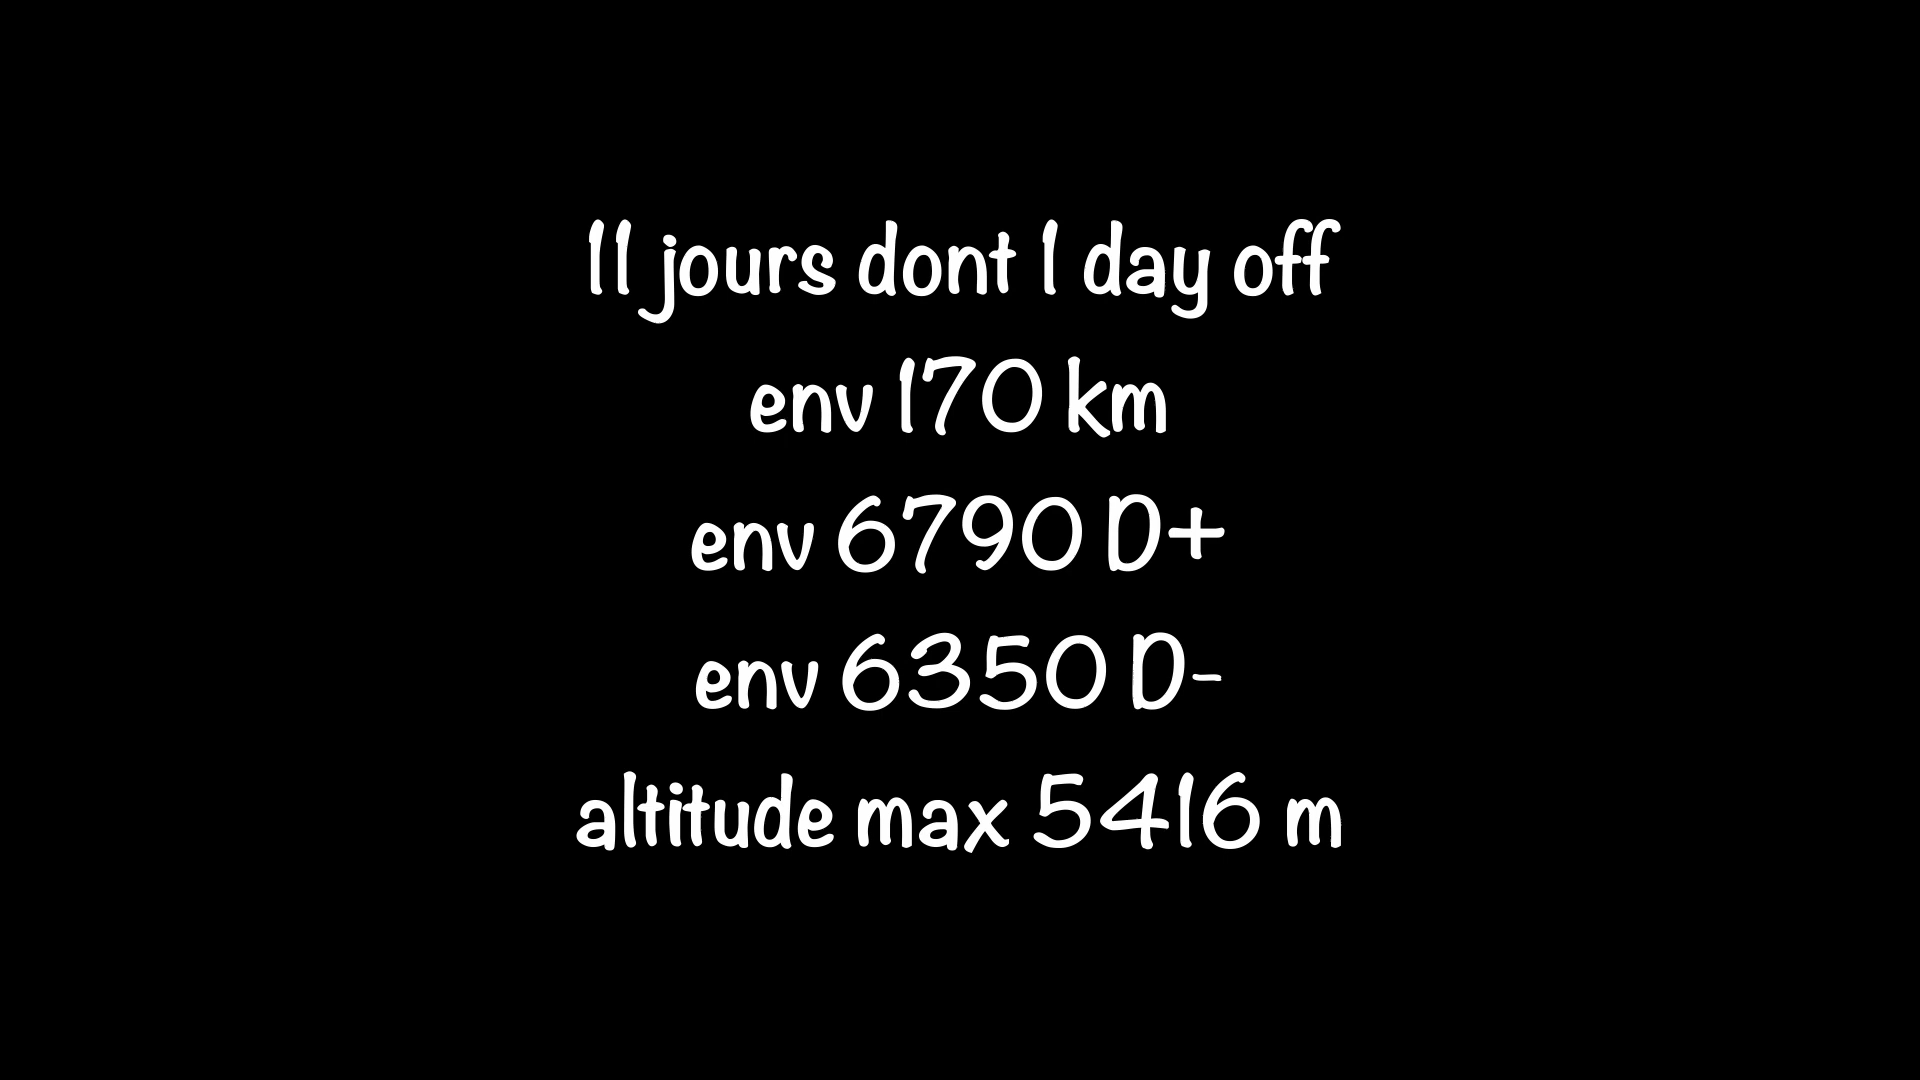 11 jours dont 1 day off
env 170 km
env 6790 D+
env 6350 D-
altitude max 5416 m